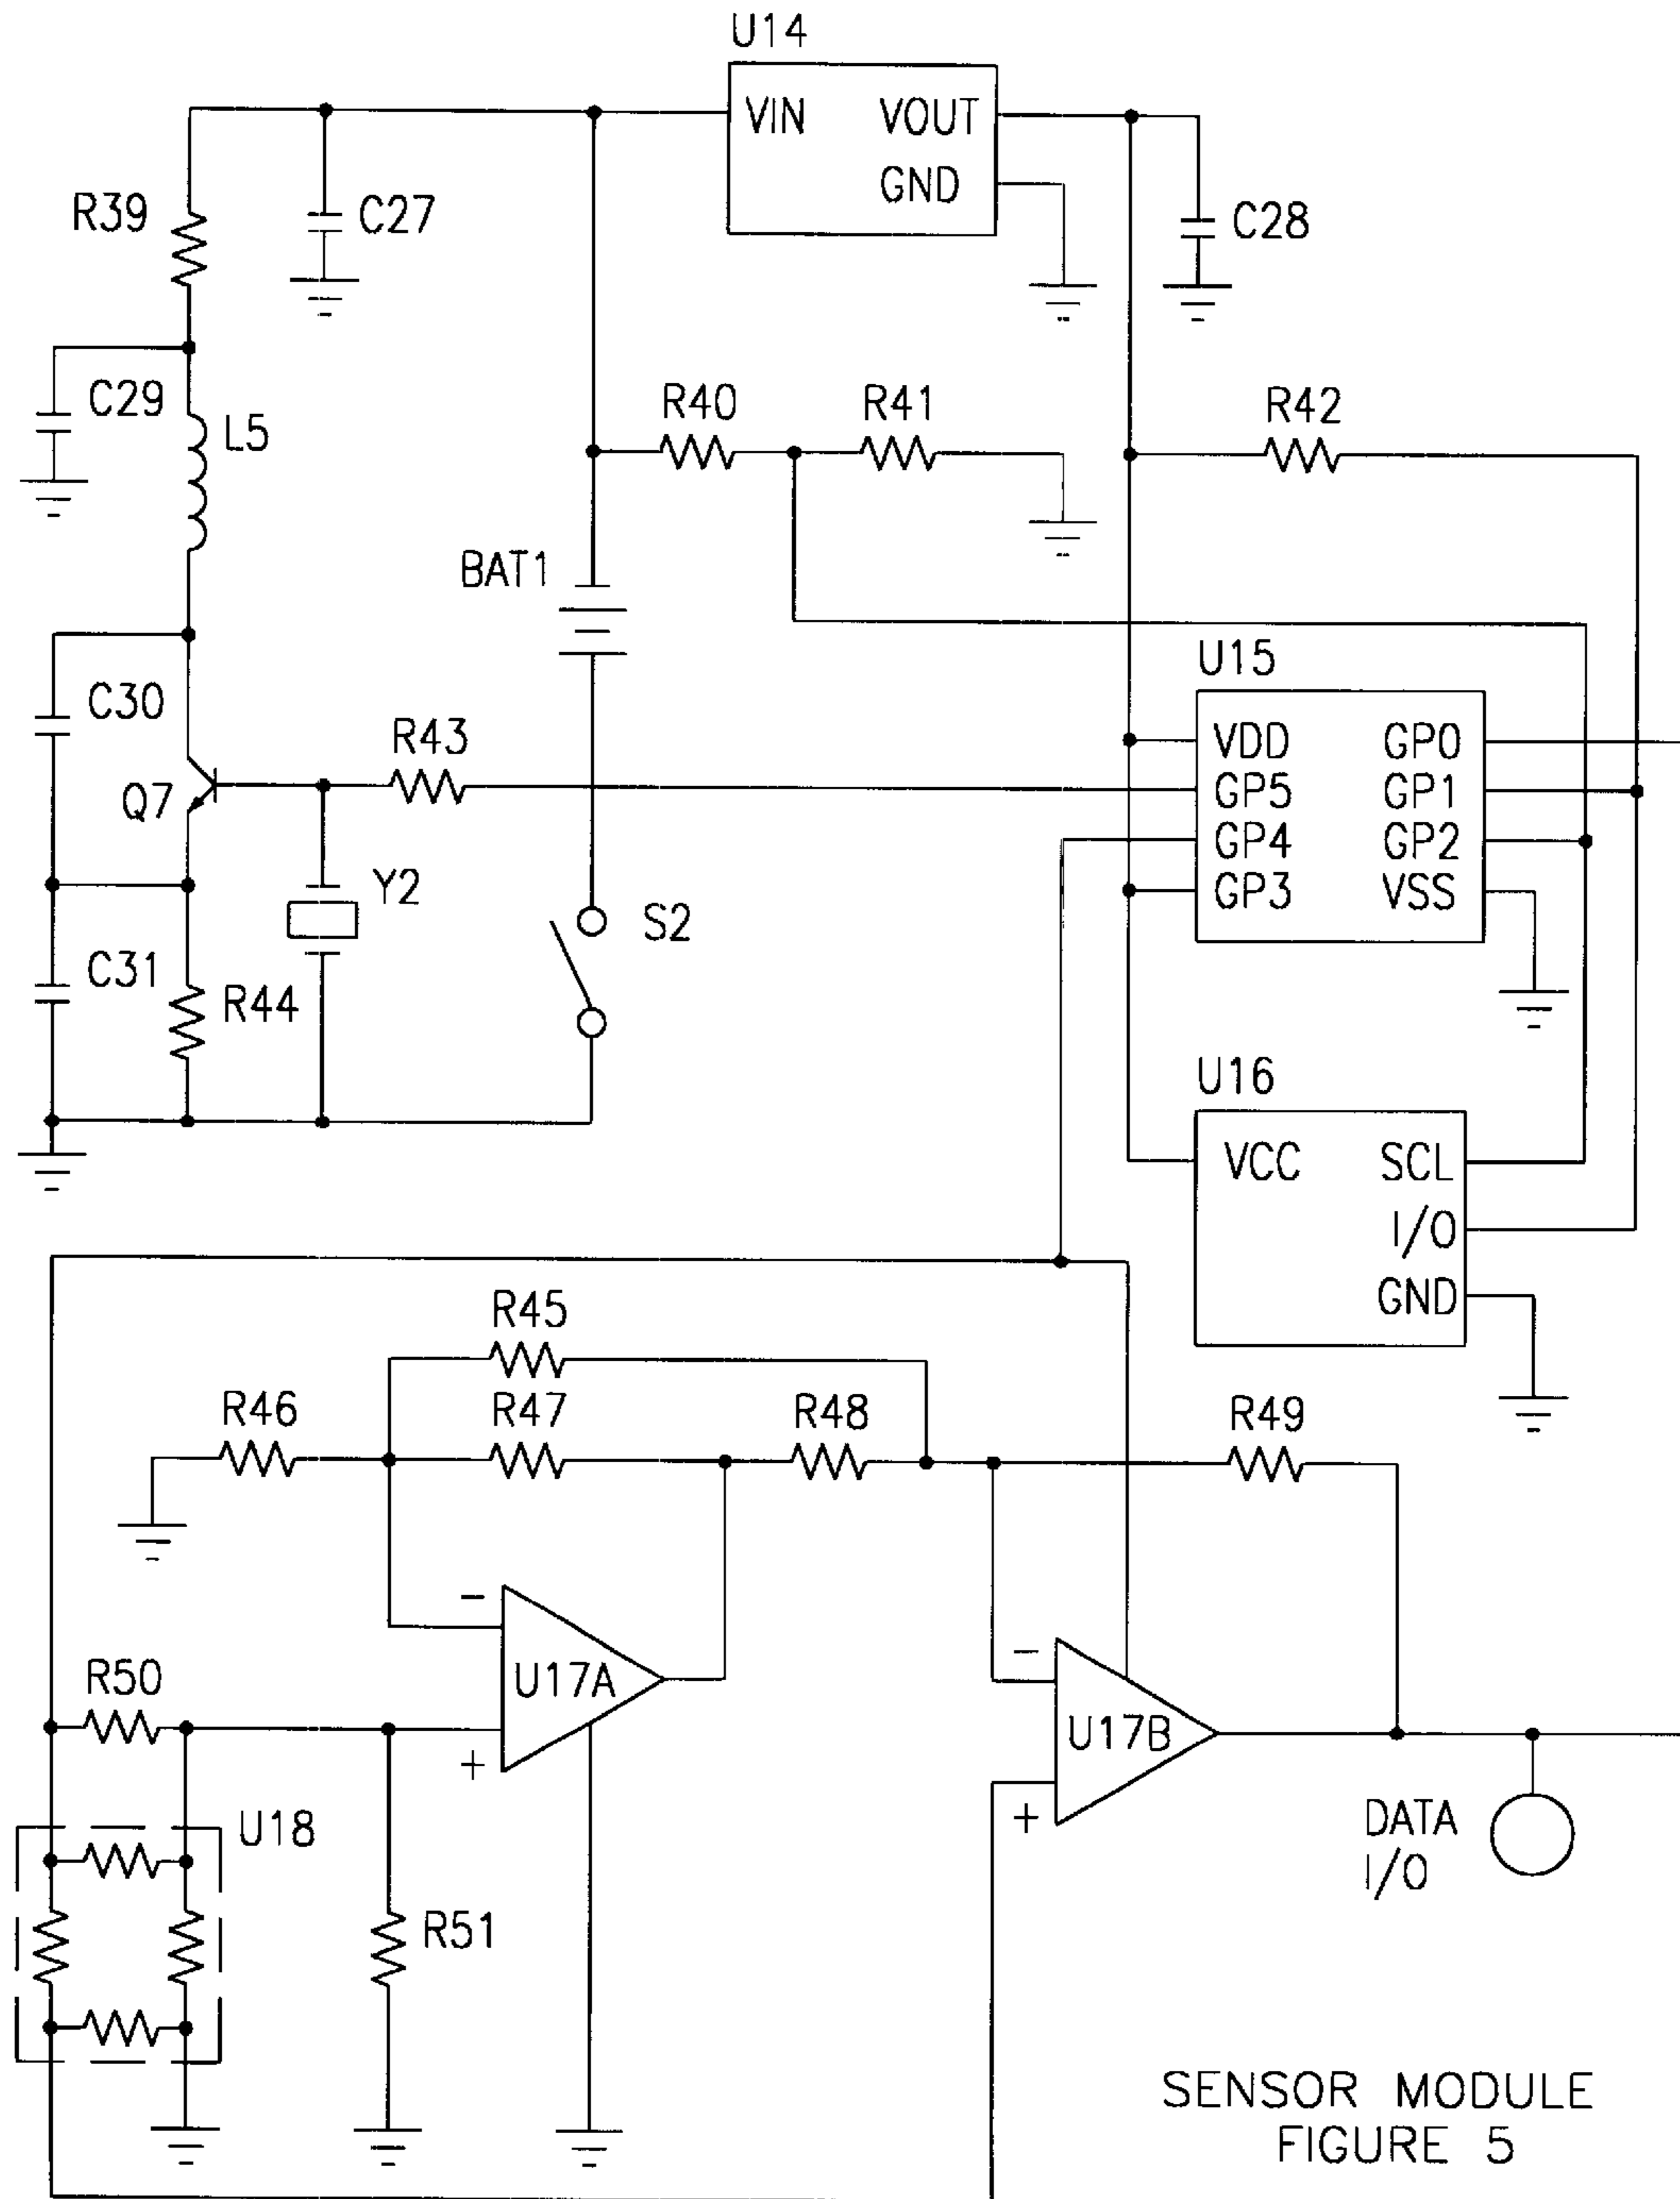 U14
VIN VOUT
GND
R39
C27
C28
C29
L5
R40
R41
R42
BAT1
U15
C30
R43
VDD GP0
GP5 GP1
GP4 GP2
GP3 VSS
Q7
Y2
S2
C31
R44
U16
VCC SCL
I/O
GND
R45
R46
R47
R48
R49
-
U17A
+
R50
-
U17B
+
U18
R51
DATA
I/O
SENSOR MODULE
FIGURE 5